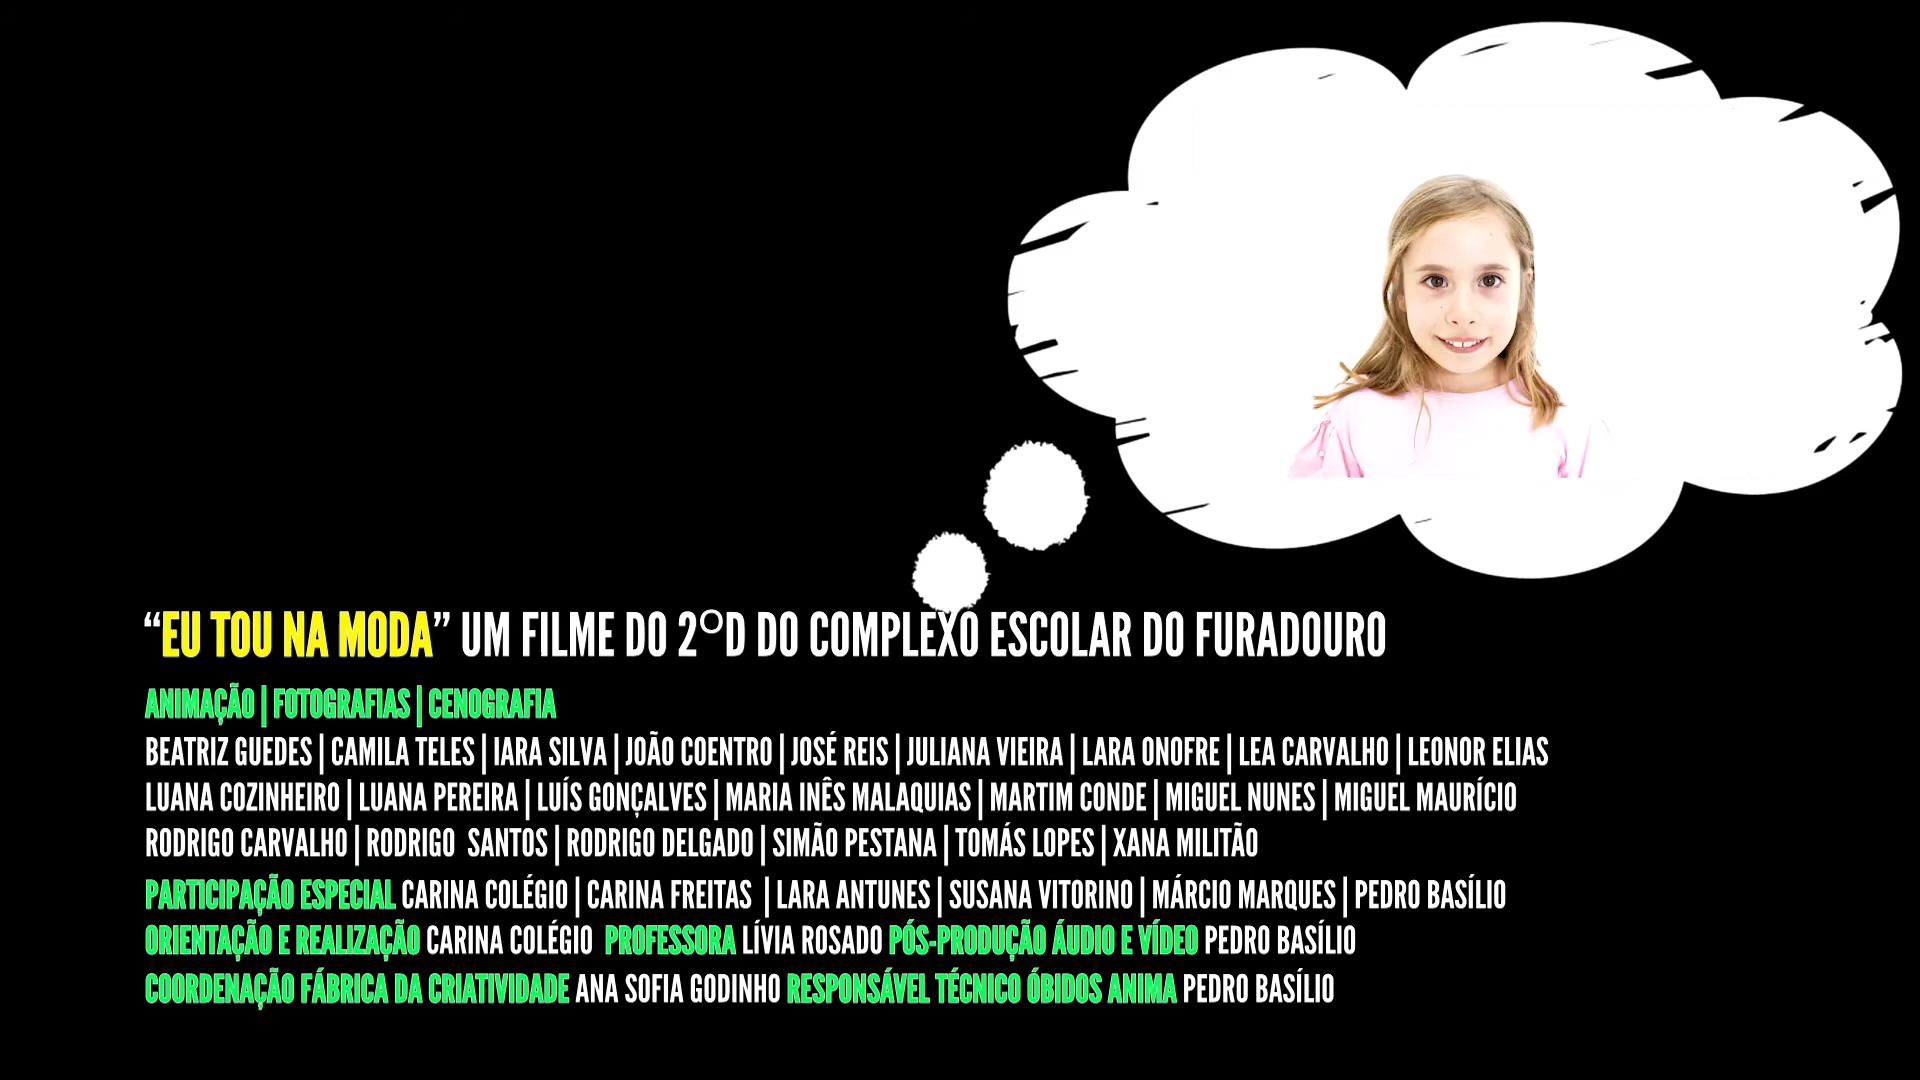 “EU TOU NA MODA” UM FILME DO 2ºD DO COMPLEXO ESCOLAR DO FURADOURO
ANIMAÇÃO | FOTOGRAFIAS | CENOGRAFIA
BEATRIZ GUEDES | CAMILA TELES | IARA SILVA | JOÃO COENTRO | JOSÉ REIS | JULIANA VIEIRA | LARA ONOFRE | LEA CARVALHO | LEONOR ELIAS
LUANA COZINHEIRO | LUANA PEREIRA | LUÍS GONÇALVES | MARIA INÊS MALAQUIAS | MARTIM CONDE | MIGUEL NUNES | MIGUEL MAURÍCIO
RODRIGO CARVALHO | RODRIGO  SANTOS | RODRIGO DELGADO | SIMÃO PESTANA | TOMÁS LOPES | XANA MILITÃO
PARTICIPAÇÃO ESPECIAL CARINA COLÉGIO | CARINA FREITAS  | LARA ANTUNES | SUSANA VITORINO | MÁRCIO MARQUES | PEDRO BASÍLIO
ORIENTAÇÃO E REALIZAÇÃO CARINA COLÉGIO  PROFESSORA LÍVIA ROSADO PÓS-PRODUÇÃO ÁUDIO E VÍDEO PEDRO BASÍLIO
COORDENAÇÃO FÁBRICA DA CRIATIVIDADE ANA SOFIA GODINHO RESPONSÁVEL TÉCNICO ÓBIDOS ANIMA PEDRO BASÍLIO